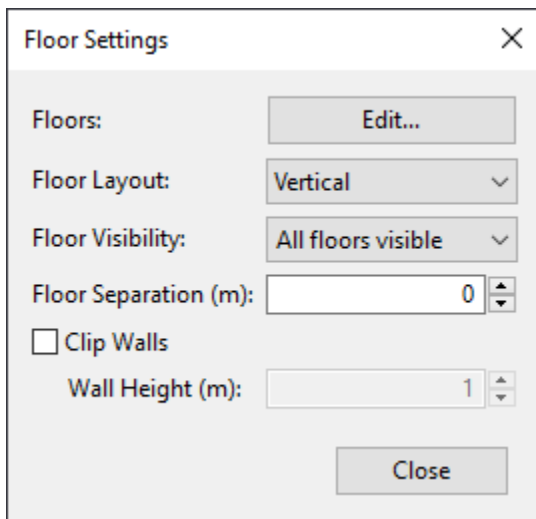 Floor Settings
Floors: Edit...
Floor Layout: Vertical
Floor Visibility: All floors visible
Floor Separation (m): 0
Clip Walls
Wall Height (m): 1
Close